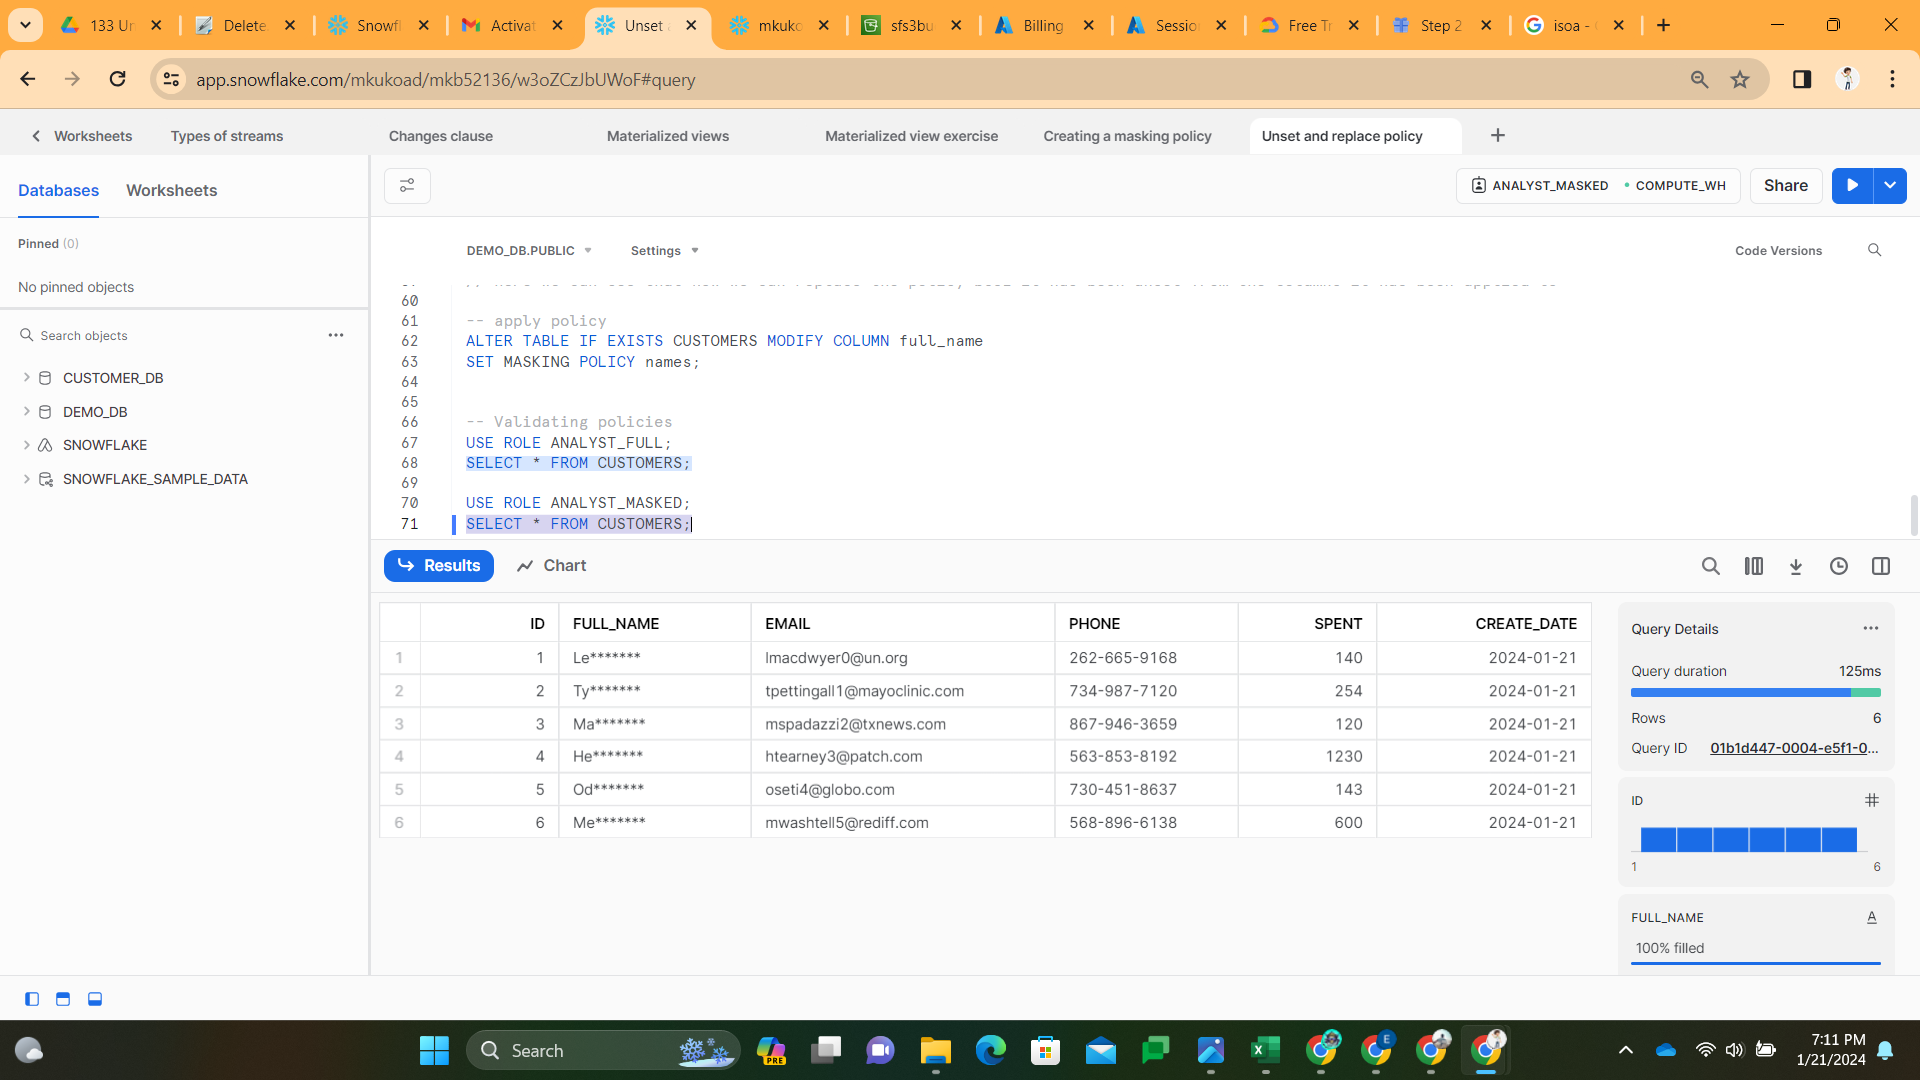 133 Un
Delete
Snowfl
Activat
Unset
mkuko
sfs3bu
Billing
Sessio
Free Tr
Step 2
isoa -
app.snowflake.com/mkukoad/mkb52136/w3oZCzJbUWoF#query
Worksheets
Types of streams
Changes clause
Materialized views
Materialized view exercise
Creating a masking policy
Unset and replace policy
Databases
Worksheets
ANALYST_MASKED
COMPUTE_WH
Share
Pinned (0)
No pinned objects
Search objects
CUSTOMER_DB
DEMO_DB
SNOWFLAKE
SNOWFLAKE_SAMPLE_DATA
DEMO_DB.PUBLIC
Settings
Code Versions
60
61 -- apply policy
62 ALTER TABLE IF EXISTS CUSTOMERS MODIFY COLUMN full_name
63 SET MASKING POLICY names;
64
65
66 -- Validating policies
67 USE ROLE ANALYST_FULL;
68 SELECT * FROM CUSTOMERS;
69
70 USE ROLE ANALYST_MASKED;
71 SELECT * FROM CUSTOMERS;
Results
Chart
ID FULL_NAME EMAIL PHONE SPENT CREATE_DATE
1 1 Le******* lmacdwyer0@un.org 262-665-9168 140 2024-01-21
2 2 Ty******* tpettingall1@mayoclinic.com 734-987-7120 254 2024-01-21
3 3 Ma******* mspadazzi2@txnews.com 867-946-3659 120 2024-01-21
4 4 He******* htearney3@patch.com 563-853-8192 1230 2024-01-21
5 5 Od******* oseti4@globo.com 730-451-8637 143 2024-01-21
6 6 Me******* mwashtell5@rediff.com 568-896-6138 600 2024-01-21
Query Details
Query duration 125ms
Rows 6
Query ID 01b1d447-0004-e5f1-0...
ID
1 6
FULL_NAME
100% filled
Search
PRE
E
7:11 PM
1/21/2024